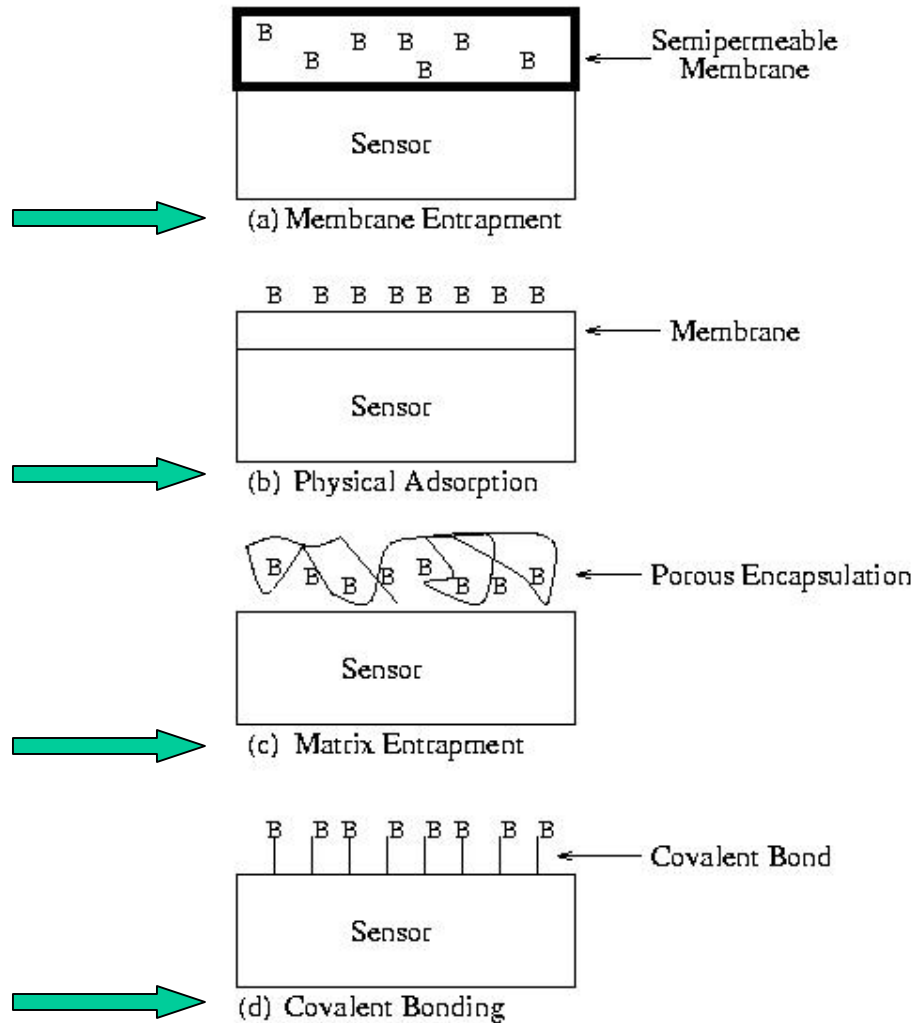 B B B B B B B
Semipermeable
Membrane
Sensor
(a) Membrane Entrapment
B B B B B B B B
Membrane
Sensor
(b) Physical Adsorption
B B B B B B B B
Porous Encapsulation
Sensor
(c) Matrix Entrapment
B B B B B B B B
Covalent Bond
Sensor
(d) Covalent Bonding